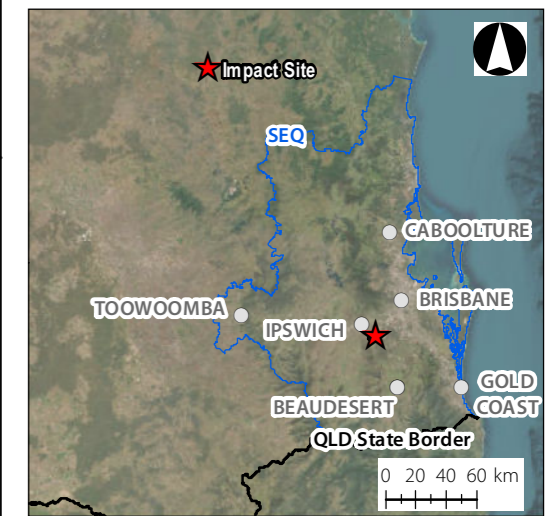 Impact Site
SEQ
CABOOLTURE
BRISBANE
TOOWOOMBA
IPSWICH
GOLD
COAST
BEAUDESERT
QLD State Border
0 20 40 60 km